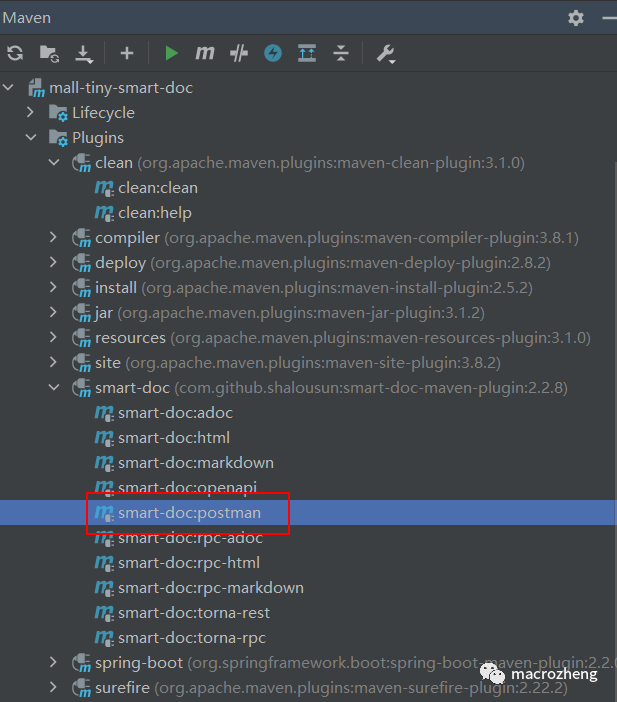 Maven
mall-tiny-smart-doc
Lifecycle
Plugins
clean (org.apache.maven.plugins:maven-clean-plugin:3.1.0)
clean:clean
clean:help
compiler (org.apache.maven.plugins:maven-compiler-plugin:3.8.1)
deploy (org.apache.maven.plugins:maven-deploy-plugin:2.8.2)
install (org.apache.maven.plugins:maven-install-plugin:2.5.2)
jar (org.apache.maven.plugins:maven-jar-plugin:3.1.2)
resources (org.apache.maven.plugins:maven-resources-plugin:3.1.0)
site (org.apache.maven.plugins:maven-site-plugin:3.8.2)
smart-doc (com.github.shalousun:smart-doc-maven-plugin:2.2.8)
smart-doc:adoc
smart-doc:html
smart-doc:markdown
smart-doc:openapi
smart-doc:postman
smart-doc:rpc-adoc
smart-doc:rpc-html
smart-doc:rpc-markdown
smart-doc:torna-rest
smart-doc:torna-rpc
spring-boot (org.springframework.boot:spring-boot-maven-plugin:2.2.
macrozheng
surefire (org.apache.maven.plugins:maven-surefire-plugin:2.22.2)